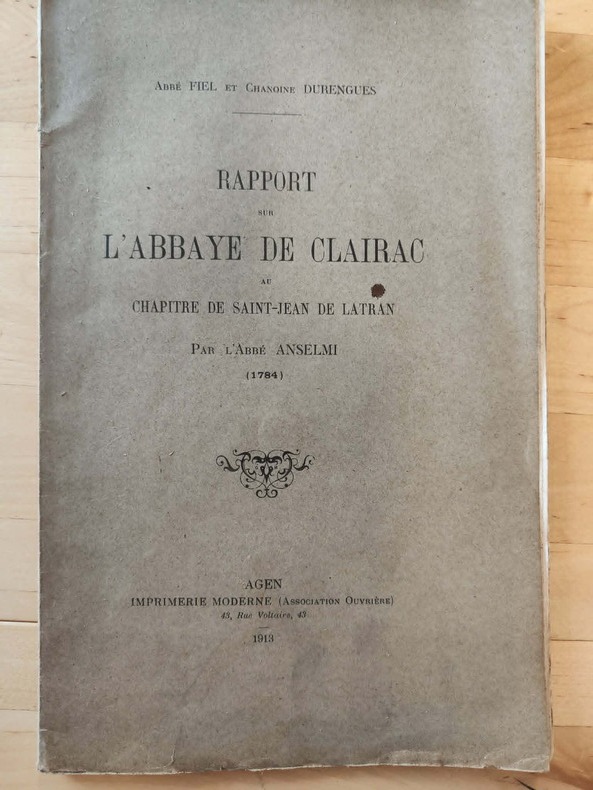 Abbé FIEL et Chanoine DURENGUES
RAPPORT
SUR
L'ABBAYE DE CLAIRAC
AU
CHAPITRE DE SAINT-JEAN DE LATRAN
Par l'Abbé ANSELMI
(1784)
AGEN
IMPRIMERIE MODERNE (Association Ouvrière)
43, Rue Voltaire, 43
1913